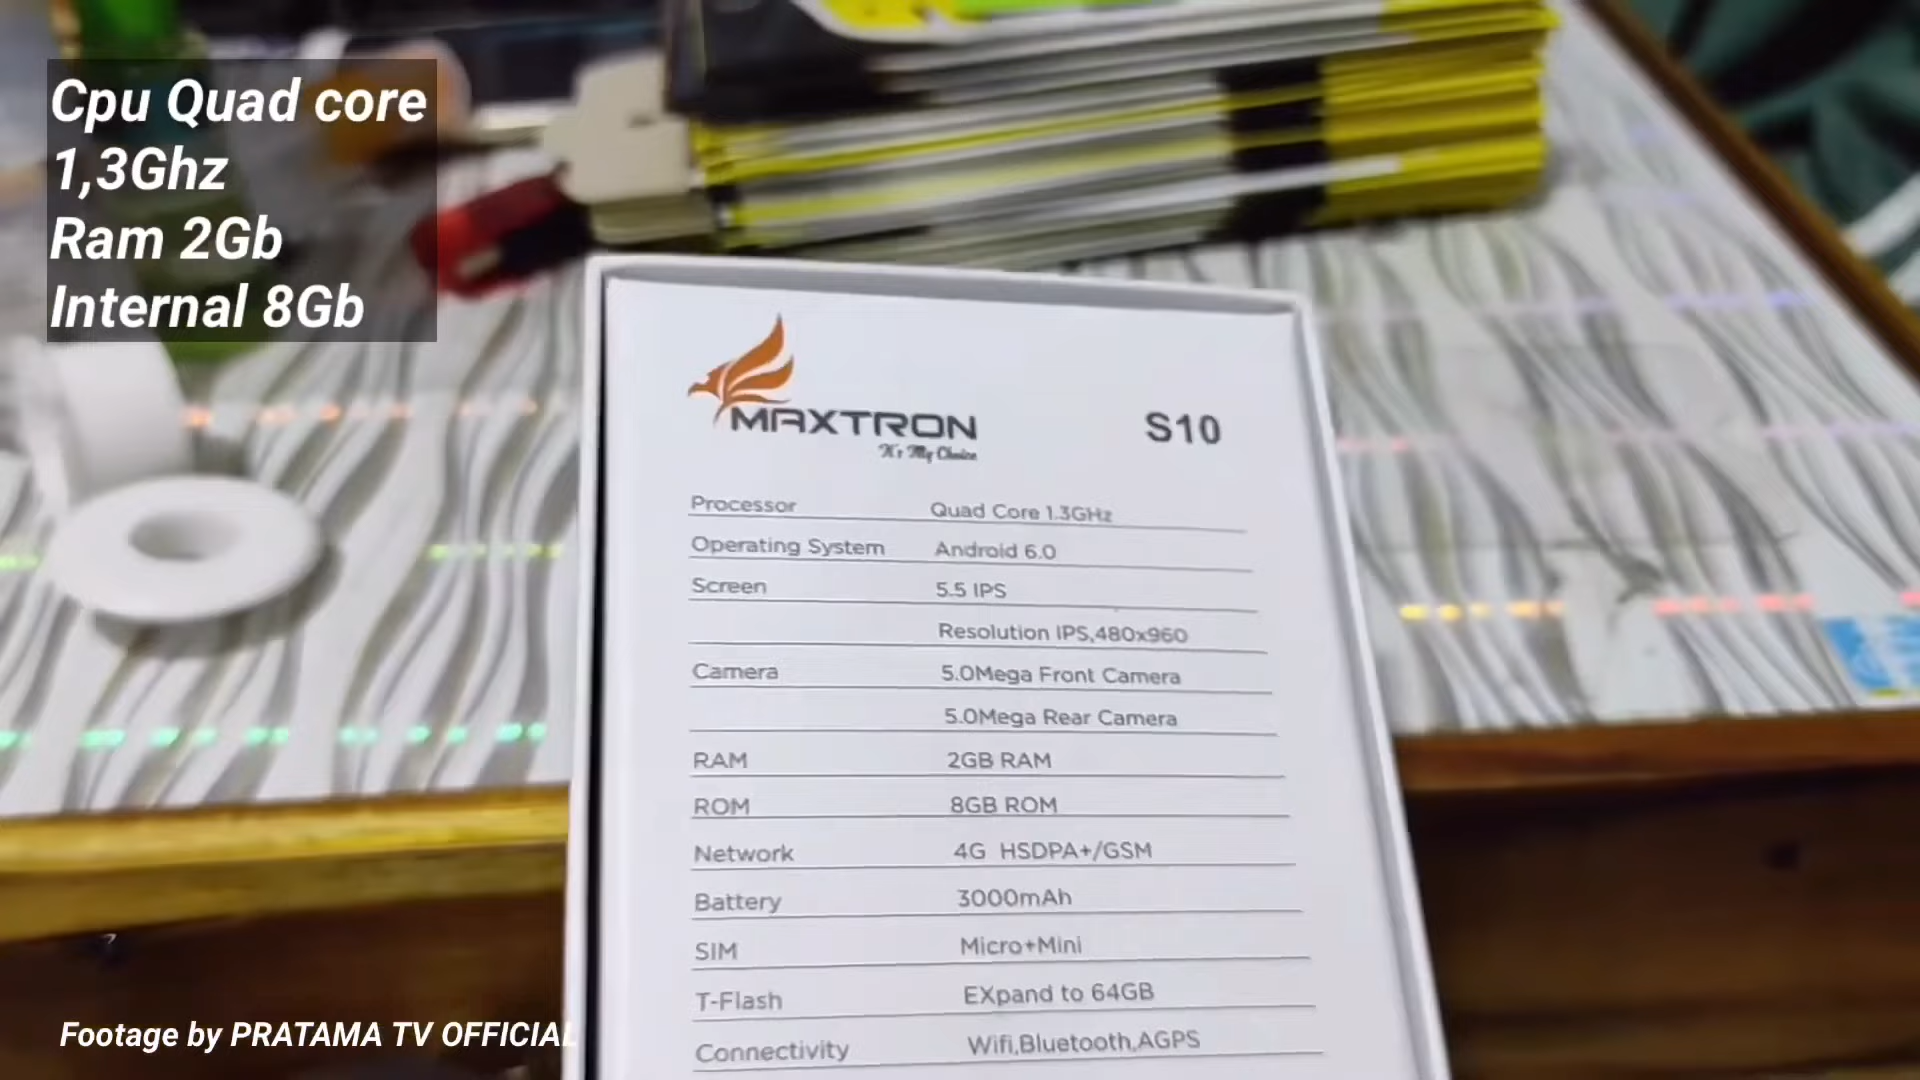 Cpu Quad core
1,3Ghz
Ram 2Gb
Internal 8Gb
MAXTRON
It's My Choice
S10
Processor Quad Core 1.3GHz
Operating System Android 6.0
Screen 5.5 IPS
Resolution IPS,480x960
Camera 5.0Mega Front Camera
5.0Mega Rear Camera
RAM 2GB RAM
ROM 8GB ROM
Network 4G HSDPA+/GSM
Battery 3000mAh
SIM Micro+Mini
T-Flash EXpand to 64GB
Connectivity Wifi,Bluetooth,AGPS
Footage by PRATAMA TV OFFICIAL